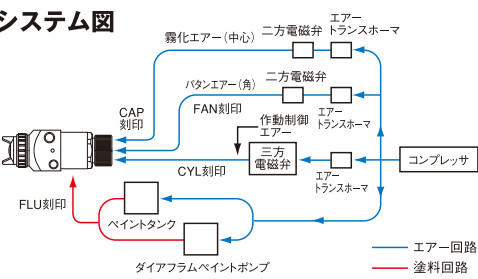 システム図
霧化エアー(中心)
二方電磁弁
エアー
トランスホーマ
パタンエアー(角)
二方電磁弁
CAP
刻印
FAN刻印
エアー
トランスホーマ
作動制御
エアー
三方
電磁弁
コンプレッサ
CYL刻印
エアー
トランスホーマ
FLU刻印
ペイントタンク
ダイアフラムペイントポンプ
エアー回路
塗料回路